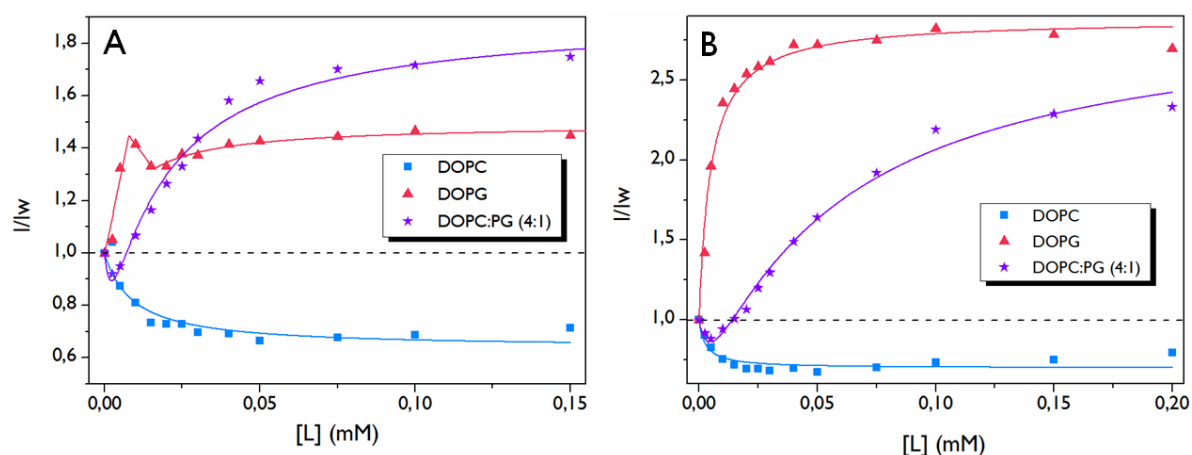 A
I/Iw
1,8
1,6
1,4
1,2
1,0
0,8
0,6
DOPC
DOPG
DOPC:PG (4:1)
0,00
0,05
0,10
0,15
[L] (mM)
B
I/Iw
2,5
2,0
1,5
1,0
DOPC
DOPG
DOPC:PG (4:1)
0,00
0,05
0,10
0,15
0,20
[L] (mM)